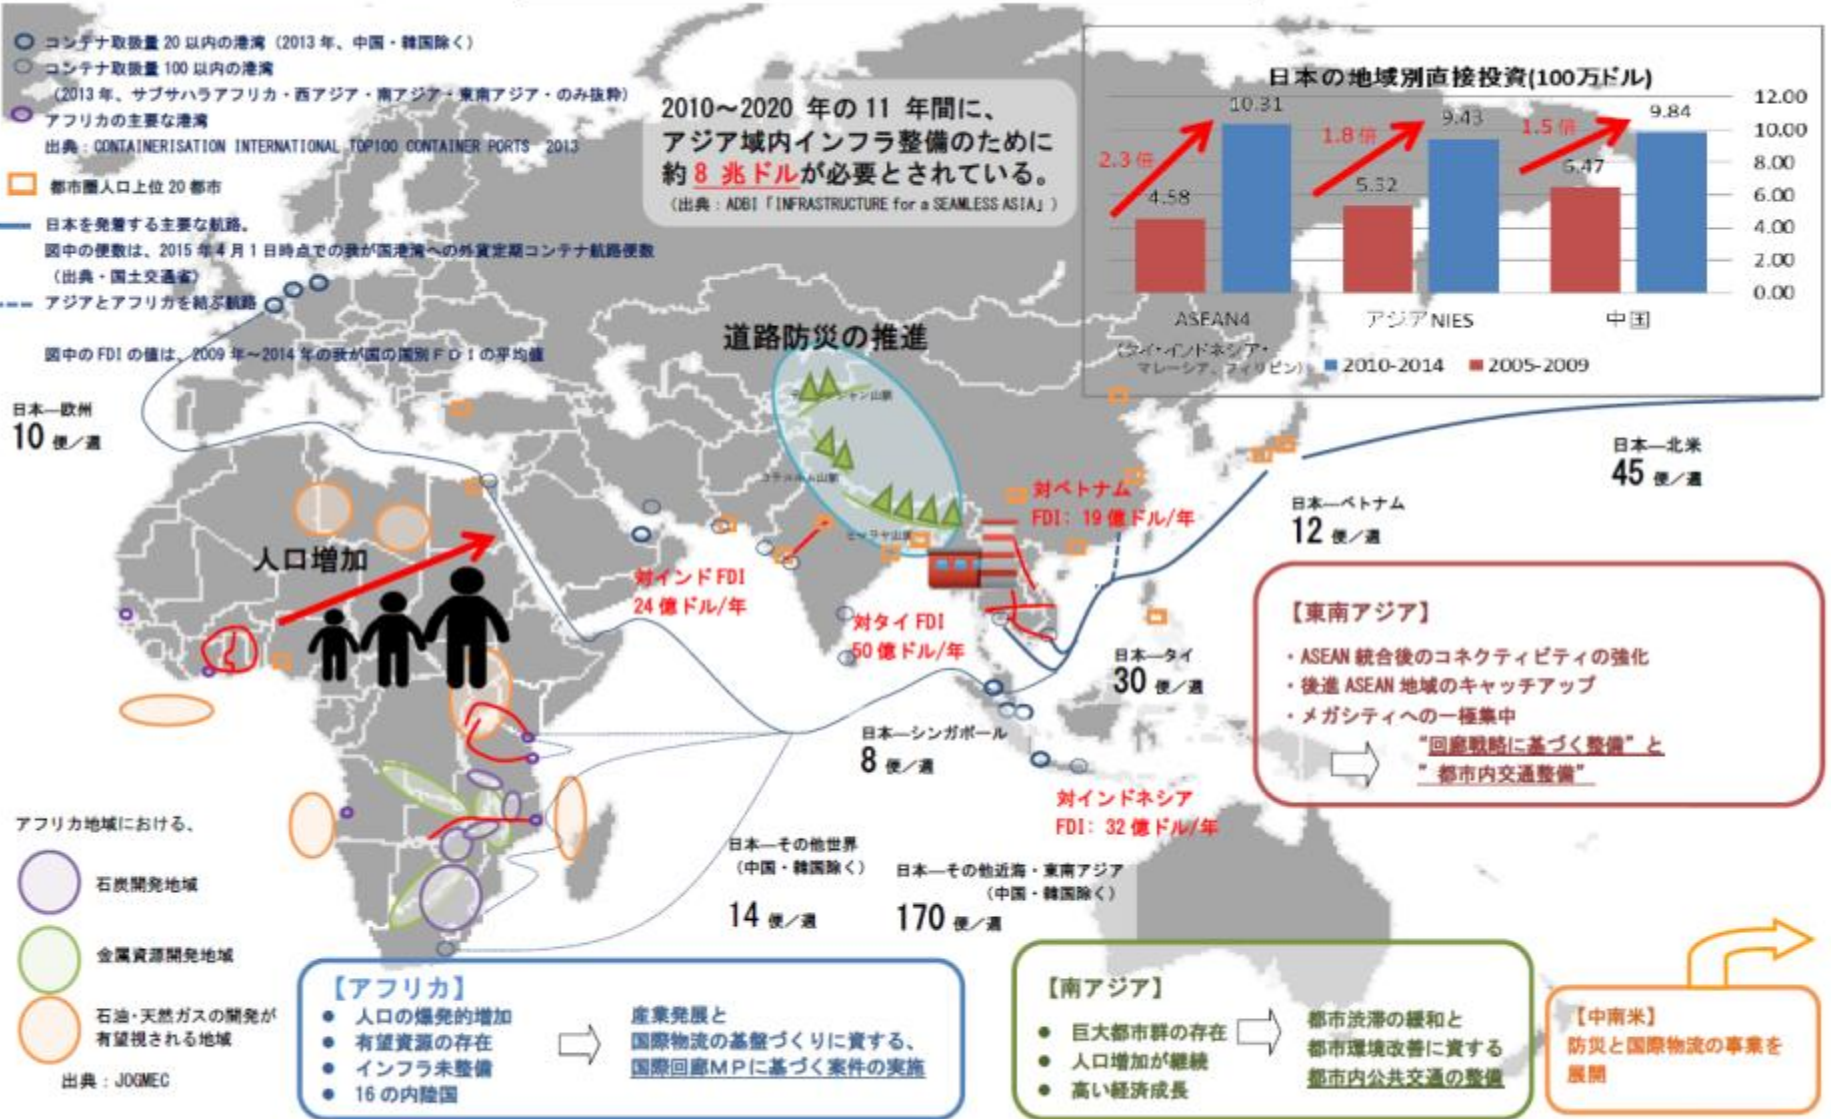 コンテナ取扱量 20 以内の港湾（2013 年、中国・韓国除く）
コンテナ取扱量 100 以内の港湾
（2013 年、サブサハラアフリカ・西アジア・南アジア・東南アジア・のみ抜粋）
アフリカの主要な港湾
出典：CONTAINERISATION INTERNATIONAL TOP100 CONTAINER PORTS 2013
都市圏人口上位 20 都市
日本を発着する主要な航路。
図中の便数は、2015 年 4 月 1 日時点での我が国港湾への外貿定期コンテナ航路便数
（出典・国土交通省）
アジアとアフリカを結ぶ航路
図中の FDI の値は、2009 年～2014 年の我が国の国別ＦＤＩの平均値
2010～2020 年の 11 年間に、
アジア域内インフラ整備のために
約 8 兆ドルが必要とされている。
（出典：ADBI「INFRASTRUCTURE for a SEAMLESS ASIA」）
日本の地域別直接投資(100万ドル)
12.00
10.00
8.00
6.00
4.00
2.00
0.00
2.3 倍
4.58
10.31
1.8 倍
5.32
9.43
1.5 倍
6.47
9.84
ASEAN4
アジアNIES
中国
（タイ・インドネシア・
マレーシア、フィリピン）
2010-2014
2005-2009
道路防災の推進
ヒマラヤ山脈
日本―欧州
10 便／週
日本―北米
45 便／週
日本―ベトナム
12 便／週
対ベトナム
FDI: 19 億ドル/年
人口増加
対インド FDI
24 億ドル/年
対タイ FDI
50 億ドル/年
日本―タイ
30 便／週
日本―シンガポール
8 便／週
対インドネシア
FDI: 32 億ドル/年
日本―その他世界
（中国・韓国除く）
14 便／週
日本―その他近海・東南アジア
（中国・韓国除く）
170 便／週
【東南アジア】
・ASEAN 統合後のコネクティビティの強化
・後進 ASEAN 地域のキャッチアップ
・メガシティへの一極集中
“回廊戦略に基づく整備”と
”都市内交通整備”
アフリカ地域における、
石炭開発地域
金属資源開発地域
石油・天然ガスの開発が
有望視される地域
出典：JOGMEC
【アフリカ】
● 人口の爆発的増加
● 有望資源の存在
● インフラ未整備
● 16 の内陸国
産業発展と
国際物流の基盤づくりに資する、
国際回廊ＭＰに基づく案件の実施
【南アジア】
● 巨大都市群の存在
● 人口増加が継続
● 高い経済成長
都市渋滞の緩和と
都市環境改善に資する
都市内公共交通の整備
【中南米】
防災と国際物流の事業を
展開